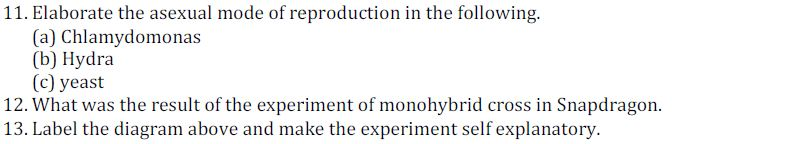 11. Elaborate the asexual mode of reproduction in the following.
(a) Chlamydomonas
(b) Hydra
(c) yeast
12. What was the result of the experiment of monohybrid cross in Snapdragon.
13. Label the diagram above and make the experiment self explanatory.